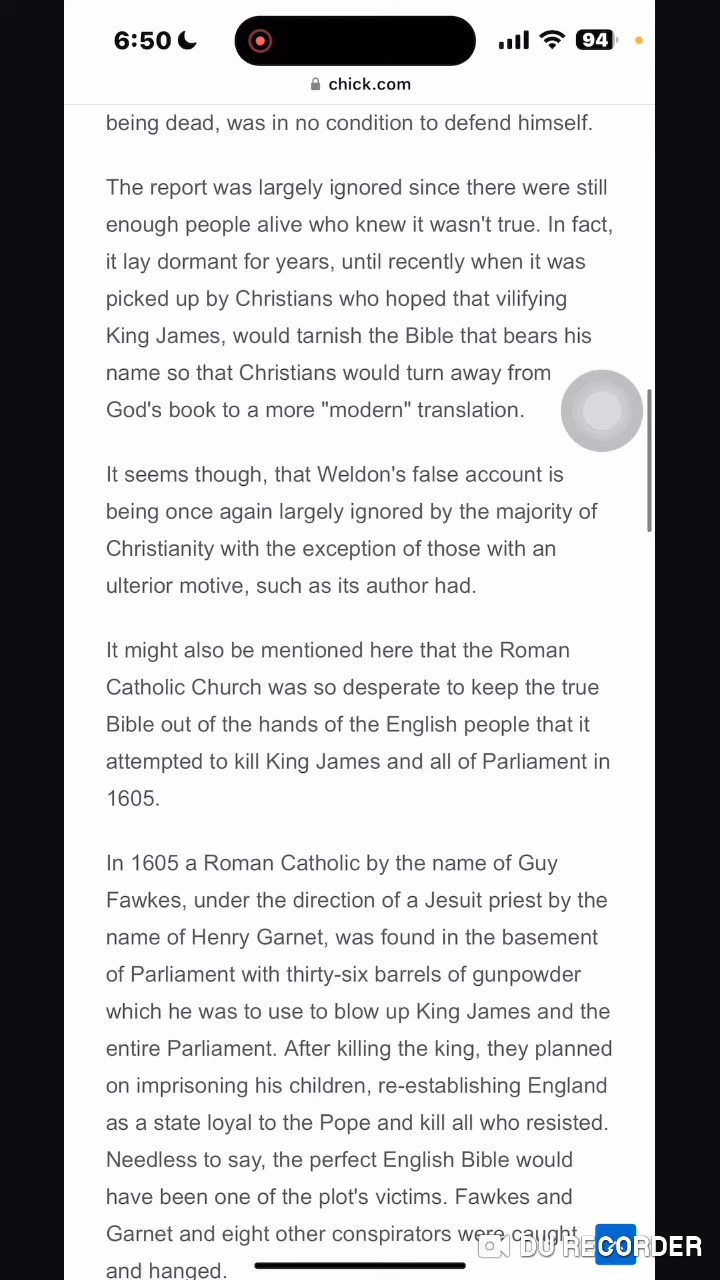 6:50
94
chick.com
being dead, was in no condition to defend himself.
The report was largely ignored since there were still
enough people alive who knew it wasn't true. In fact,
it lay dormant for years, until recently when it was
picked up by Christians who hoped that vilifying
King James, would tarnish the Bible that bears his
name so that Christians would turn away from
God's book to a more "modern" translation.
It seems though, that Weldon's false account is
being once again largely ignored by the majority of
Christianity with the exception of those with an
ulterior motive, such as its author had.
It might also be mentioned here that the Roman
Catholic Church was so desperate to keep the true
Bible out of the hands of the English people that it
attempted to kill King James and all of Parliament in
1605.
In 1605 a Roman Catholic by the name of Guy
Fawkes, under the direction of a Jesuit priest by the
name of Henry Garnet, was found in the basement
of Parliament with thirty-six barrels of gunpowder
which he was to use to blow up King James and the
entire Parliament. After killing the king, they planned
on imprisoning his children, re-establishing England
as a state loyal to the Pope and kill all who resisted.
Needless to say, the perfect English Bible would
have been one of the plot's victims. Fawkes and
Garnet and eight other conspirators were caught
and hanged.
DU RECORDER